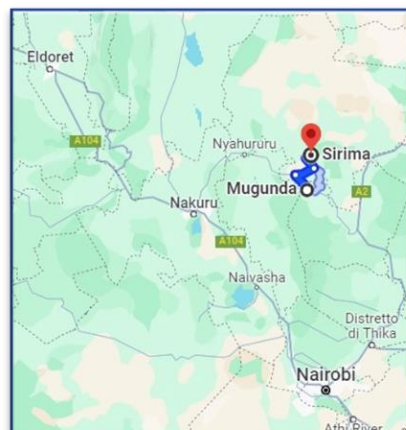 Eldoret
A104
Nyahururu
Sirima
Mugunda
A2
Nakuru
A104
Naivasha
Distretto
di Thika
Nairobi
Athi River